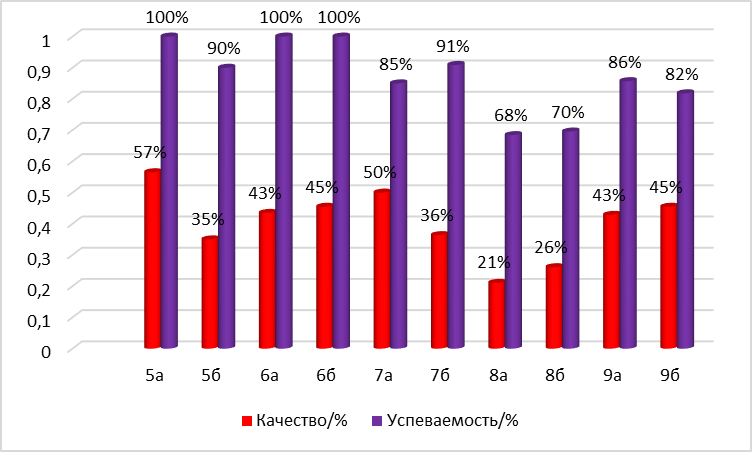 100% 100% 100%
90% 85% 91% 86% 82%
68% 70%
57% 35% 43% 45% 50% 36% 21% 26% 43% 45%
1
0,9
0,8
0,7
0,6
0,5
0,4
0,3
0,2
0,1
0
5а 5б 6а 6б 7а 7б 8а 8б 9а 9б
Качество/% Успеваемость/%